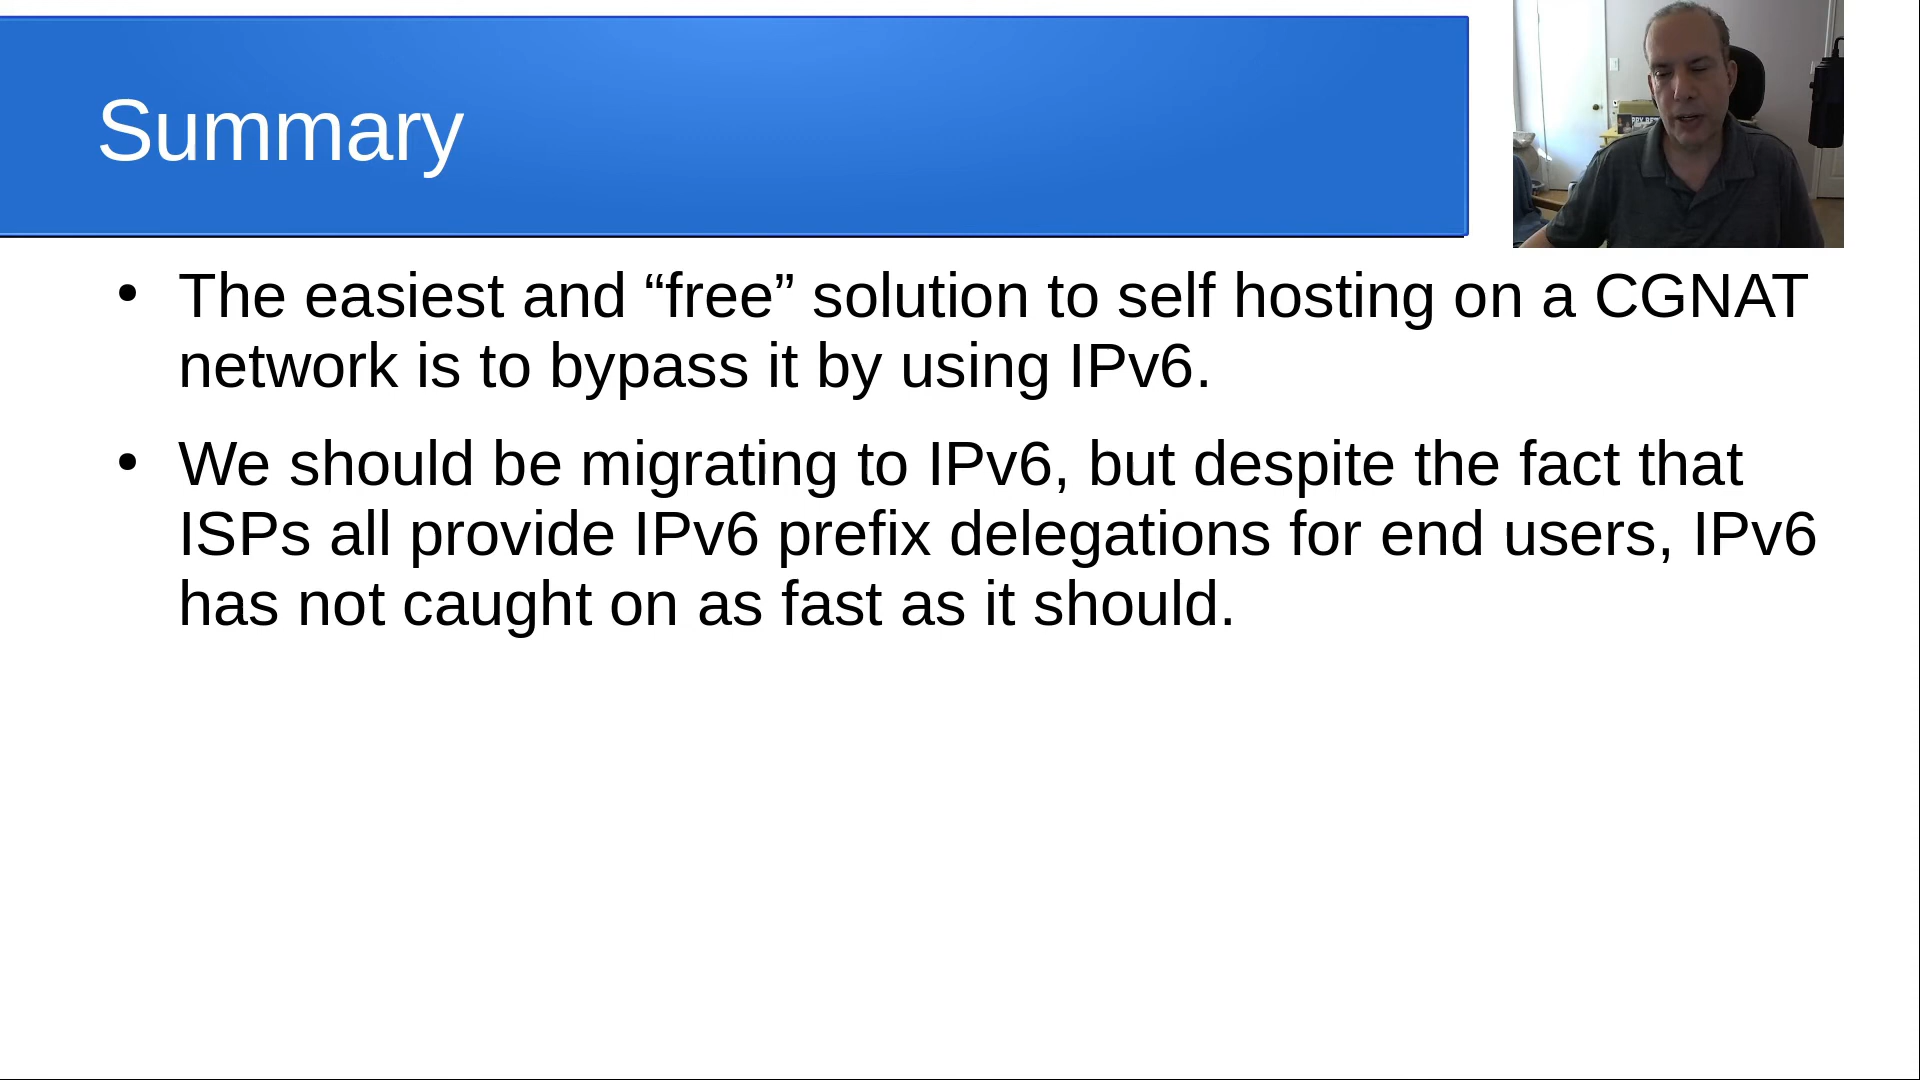 Summary
• The easiest and “free” solution to self hosting on a CGNAT
network is to bypass it by using IPv6.
• We should be migrating to IPv6, but despite the fact that
ISPs all provide IPv6 prefix delegations for end users, IPv6
has not caught on as fast as it should.